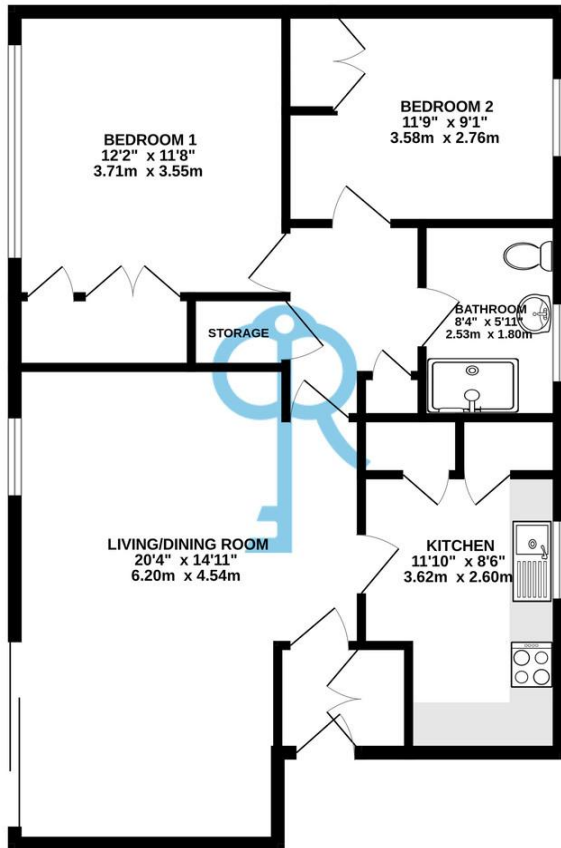 BEDROOM 1
12'2" x 11'8"
3.71m x 3.55m
BEDROOM 2
11'9" x 9'1"
3.58m x 2.76m
BATHROOM
8'4" x 5'11"
2.53m x 1.80m
STORAGE
LIVING/DINING ROOM
20'4" x 14'11"
6.20m x 4.54m
KITCHEN
11'10" x 8'6"
3.62m x 2.60m